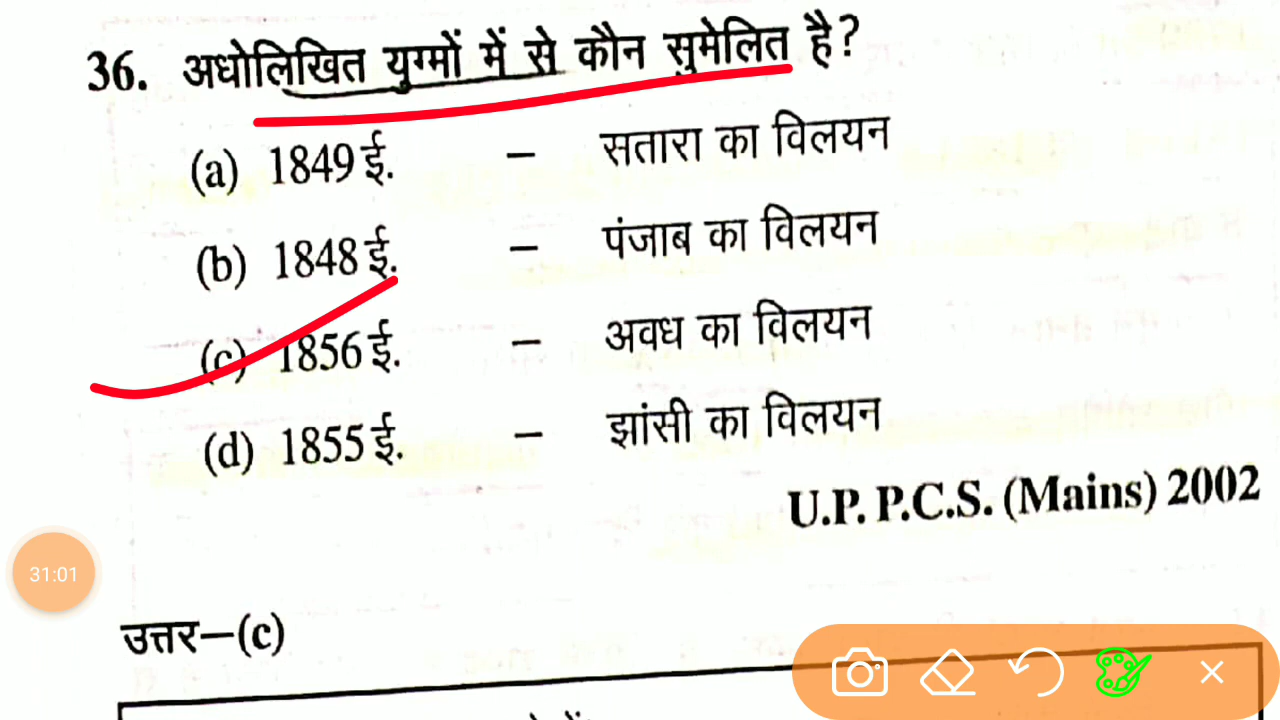 36. अधोलिखित युग्मों में से कौन सुमेलित है?
(a) 1849 ई. – सतारा का विलयन
(b) 1848 ई. – पंजाब का विलयन
(c) 1856 ई. – अवध का विलयन
(d) 1855 ई. – झांसी का विलयन
U.P. P.C.S. (Mains) 2002
31:01
उत्तर–(c)